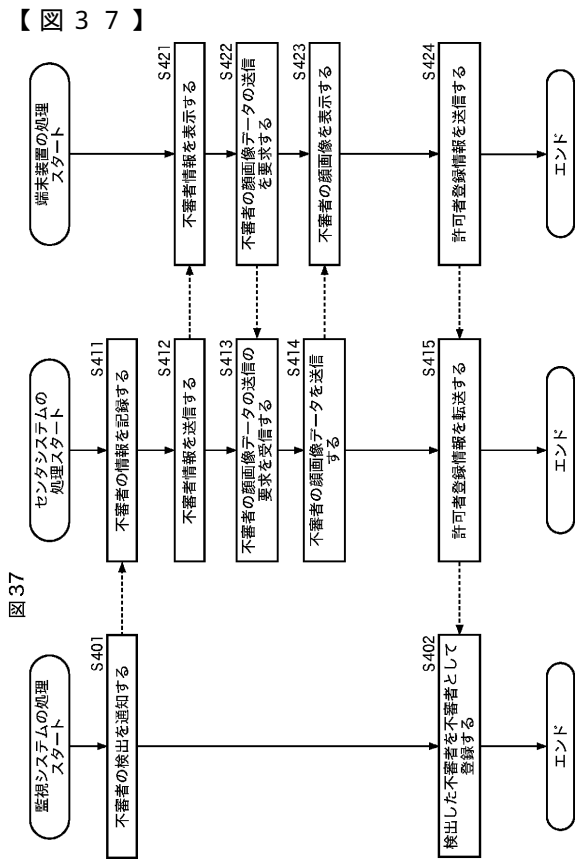 【図37】
図37
監視システムの処理
スタート
S401
不審者の検出を通知する
S402
検出した不審者を不審者として
登録する
エンド
センタシステムの
処理スタート
S411
不審者の情報を記録する
S412
不審者情報を送信する
S413
不審者の顔画像データの送信の
要求を受信する
S414
不審者の顔画像データを送信
する
S415
許可者登録情報を転送する
エンド
端末装置の処理
スタート
S421
不審者情報を表示する
S422
不審者の顔画像データの送信
を要求する
S423
不審者の顔画像を表示する
S424
許可者登録情報を送信する
エンド